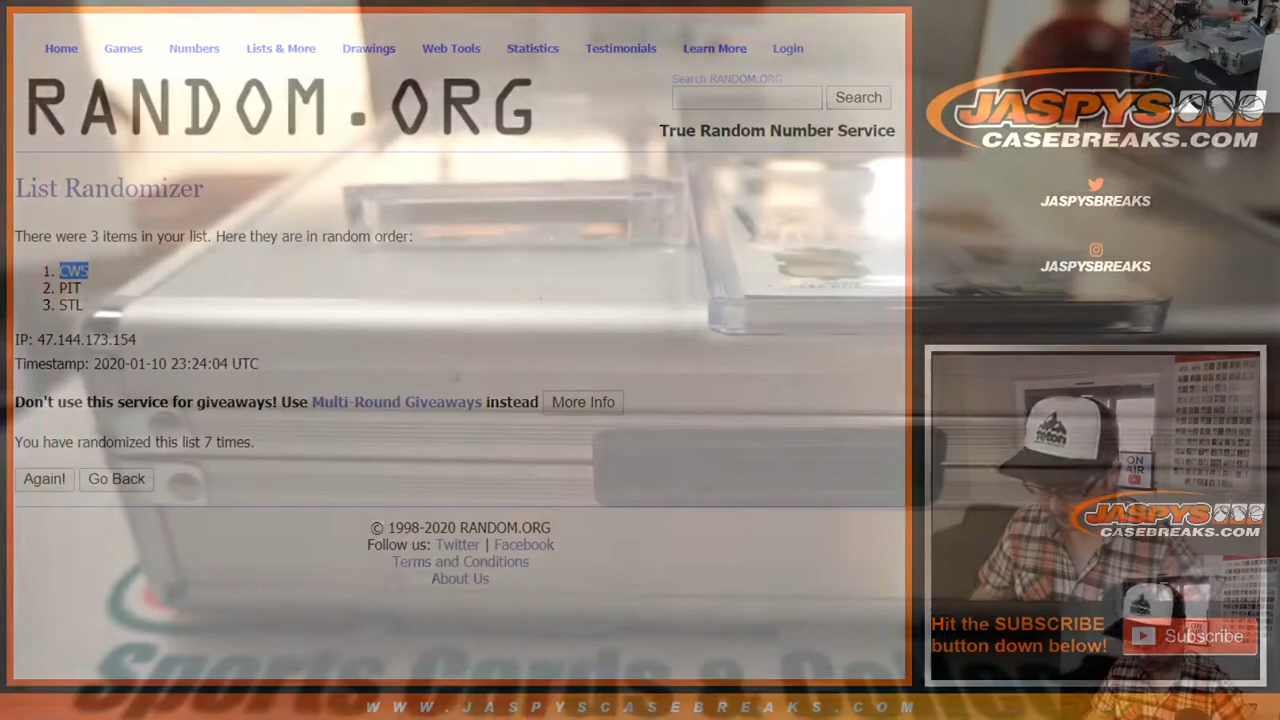 Home Games Numbers Lists & More Drawings Web Tools Statistics Testimonials Learn More Login
RANDOM.ORG
Search RANDOM.ORG
Search
True Random Number Service
List Randomizer
There were 3 items in your list. Here they are in random order:
1. CWS
2. PIT
3. STL
IP: 47.144.173.154
Timestamp: 2020-01-10 23:24:04 UTC
Don't use this service for giveaways! Use Multi-Round Giveaways instead More Info
You have randomized this list 7 times.
Again! Go Back
© 1998-2020 RANDOM.ORG
Follow us: Twitter | Facebook
Terms and Conditions
About Us
Sports Cards &
JASPYS
CASEBREAKS.COM
JASPYSBREAKS
JASPYSBREAKS
ON
AIR
JASPYS
CASEBREAKS.COM
Hit the SUBSCRIBE
button down below!
Subscribe
WWW.JASPYSCASEBREAKS.COM